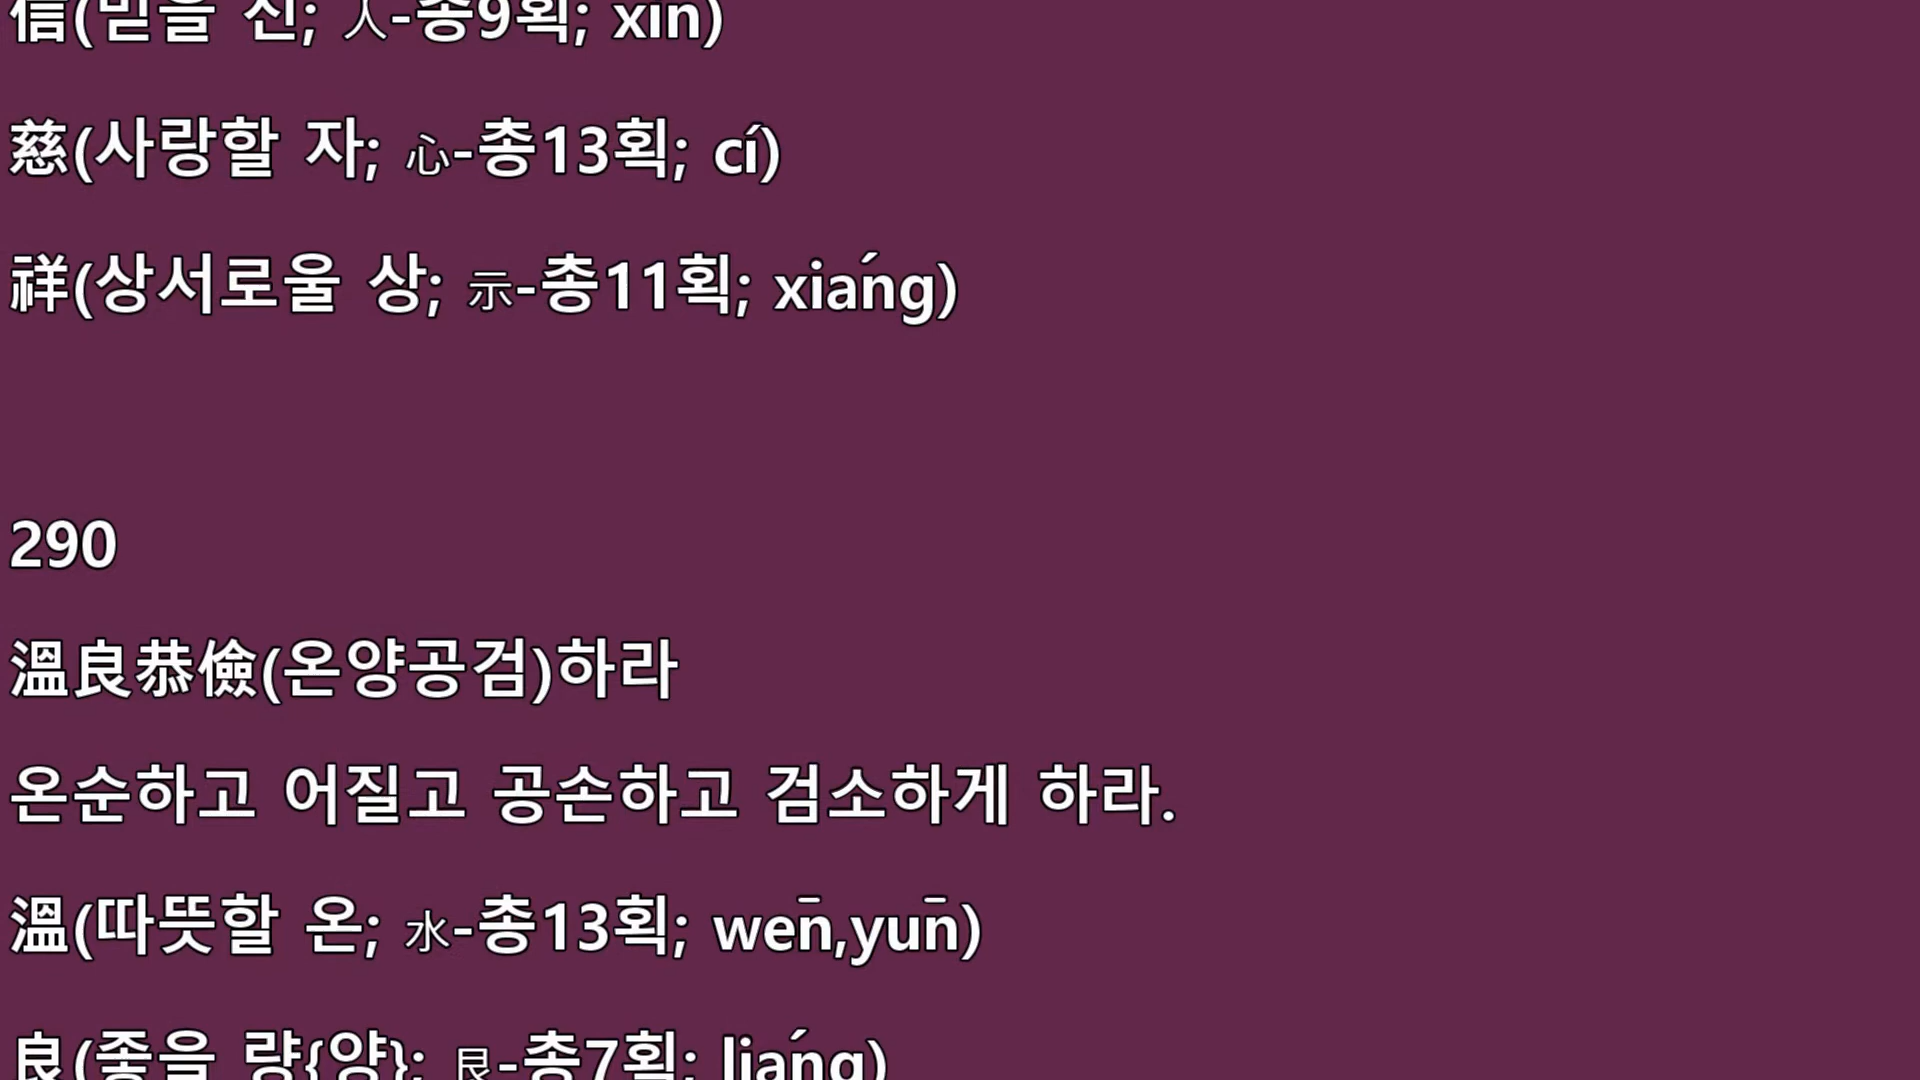 信(믿을 신; 人-총9획; xìn)
慈(사랑할 자; 心-총13획; cí)
祥(상서로울 상; 示-총11획; xiań́g)
290
溫良恭儉(온양공검)하라
온순하고 어질고 공손하고 검소하게 하라.
溫(따뜻할 온; 水-총13획; wen̄,yun̄)
良(좋을 량{양}; 艮-총7획; liańg)